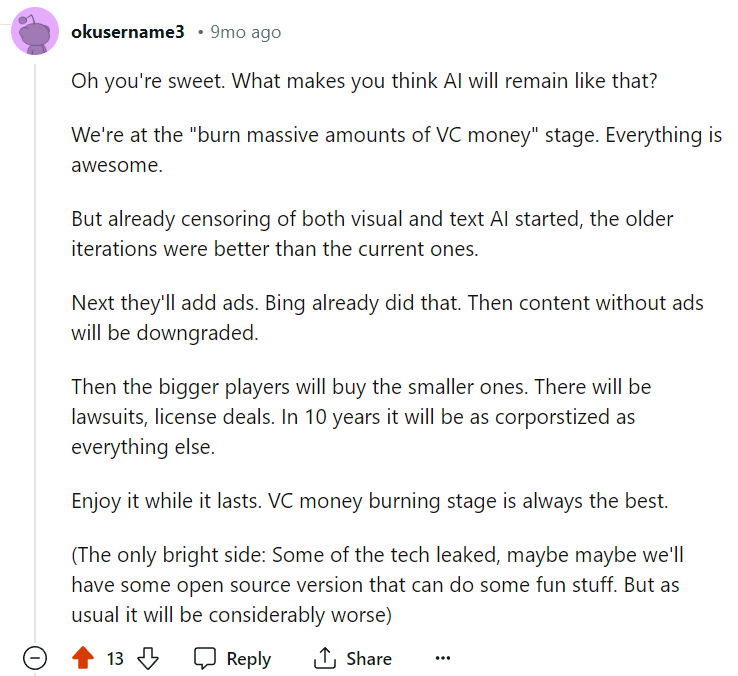 okusername3 • 9mo ago
Oh you're sweet. What makes you think AI will remain like that?
We're at the "burn massive amounts of VC money" stage. Everything is
awesome.
But already censoring of both visual and text AI started, the older
iterations were better than the current ones.
Next they'll add ads. Bing already did that. Then content without ads
will be downgraded.
Then the bigger players will buy the smaller ones. There will be
lawsuits, license deals. In 10 years it will be as corporstized as
everything else.
Enjoy it while it lasts. VC money burning stage is always the best.
(The only bright side: Some of the tech leaked, maybe maybe we'll
have some open source version that can do some fun stuff. But as
usual it will be considerably worse)
13 Reply Share ...